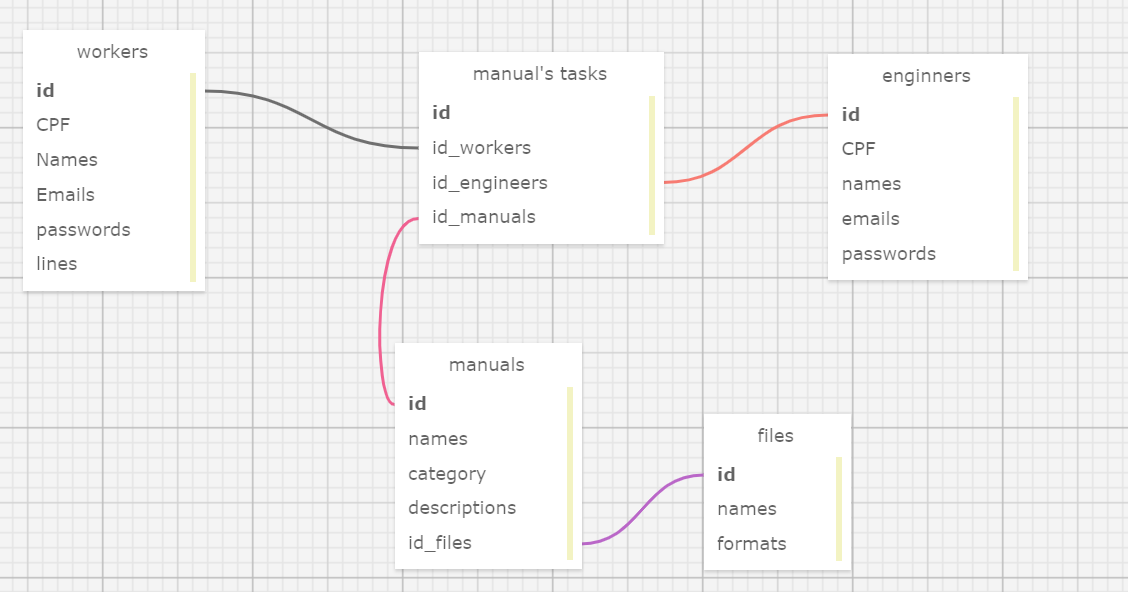 workers
id
CPF
Names
Emails
passwords
lines
manual's tasks
id
id_workers
id_engineers
id_manuals
enginners
id
CPF
names
emails
passwords
manuals
id
names
category
descriptions
id_files
files
id
names
formats